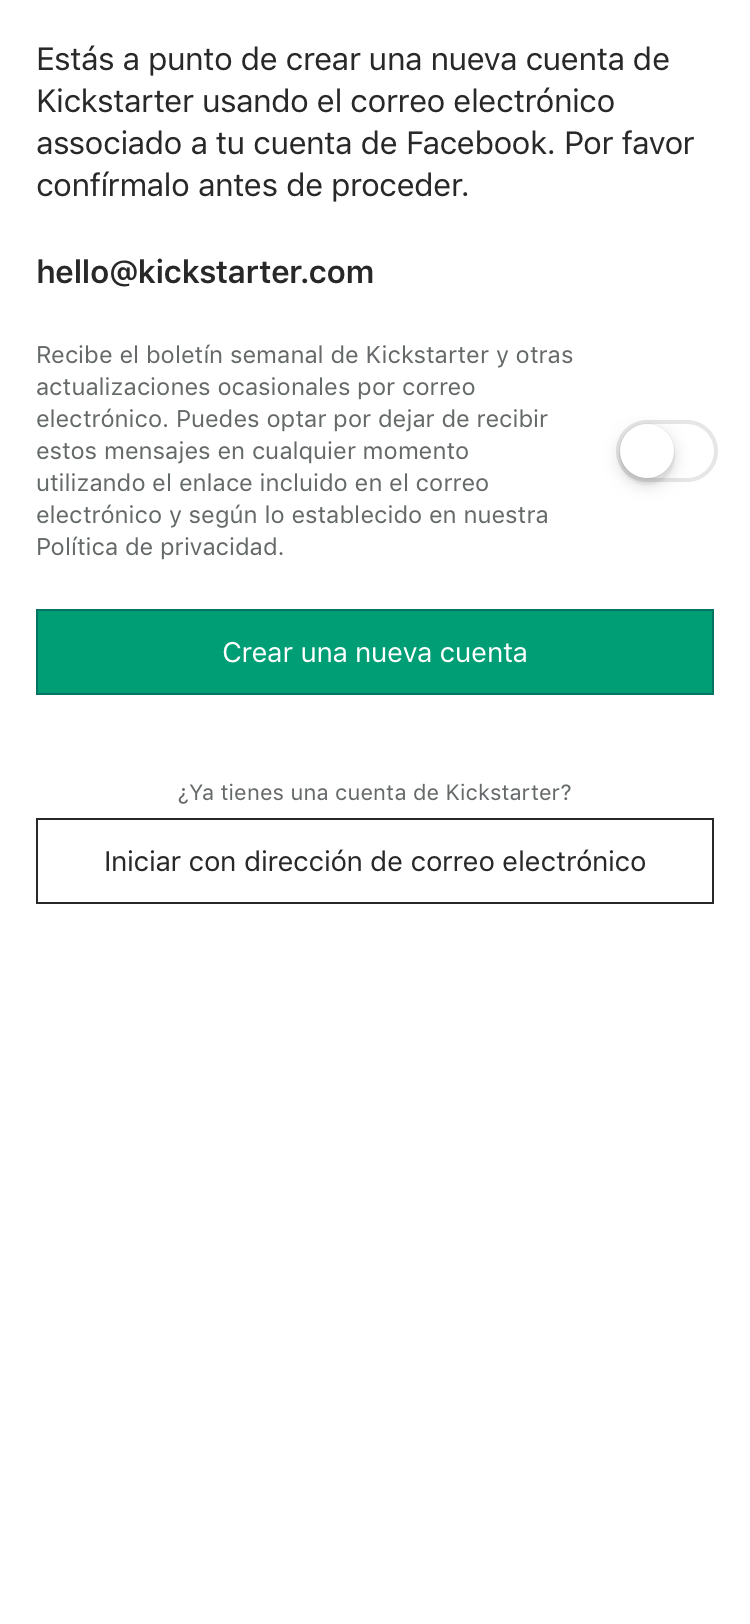 Estás a punto de crear una nueva cuenta de
Kickstarter usando el correo electrónico
associado a tu cuenta de Facebook. Por favor
confírmalo antes de proceder.
hello@kickstarter.com
Recibe el boletín semanal de Kickstarter y otras
actualizaciones ocasionales por correo
electrónico. Puedes optar por dejar de recibir
estos mensajes en cualquier momento
utilizando el enlace incluido en el correo
electrónico y según lo establecido en nuestra
Política de privacidad.
Crear una nueva cuenta
¿Ya tienes una cuenta de Kickstarter?
Iniciar con dirección de correo electrónico